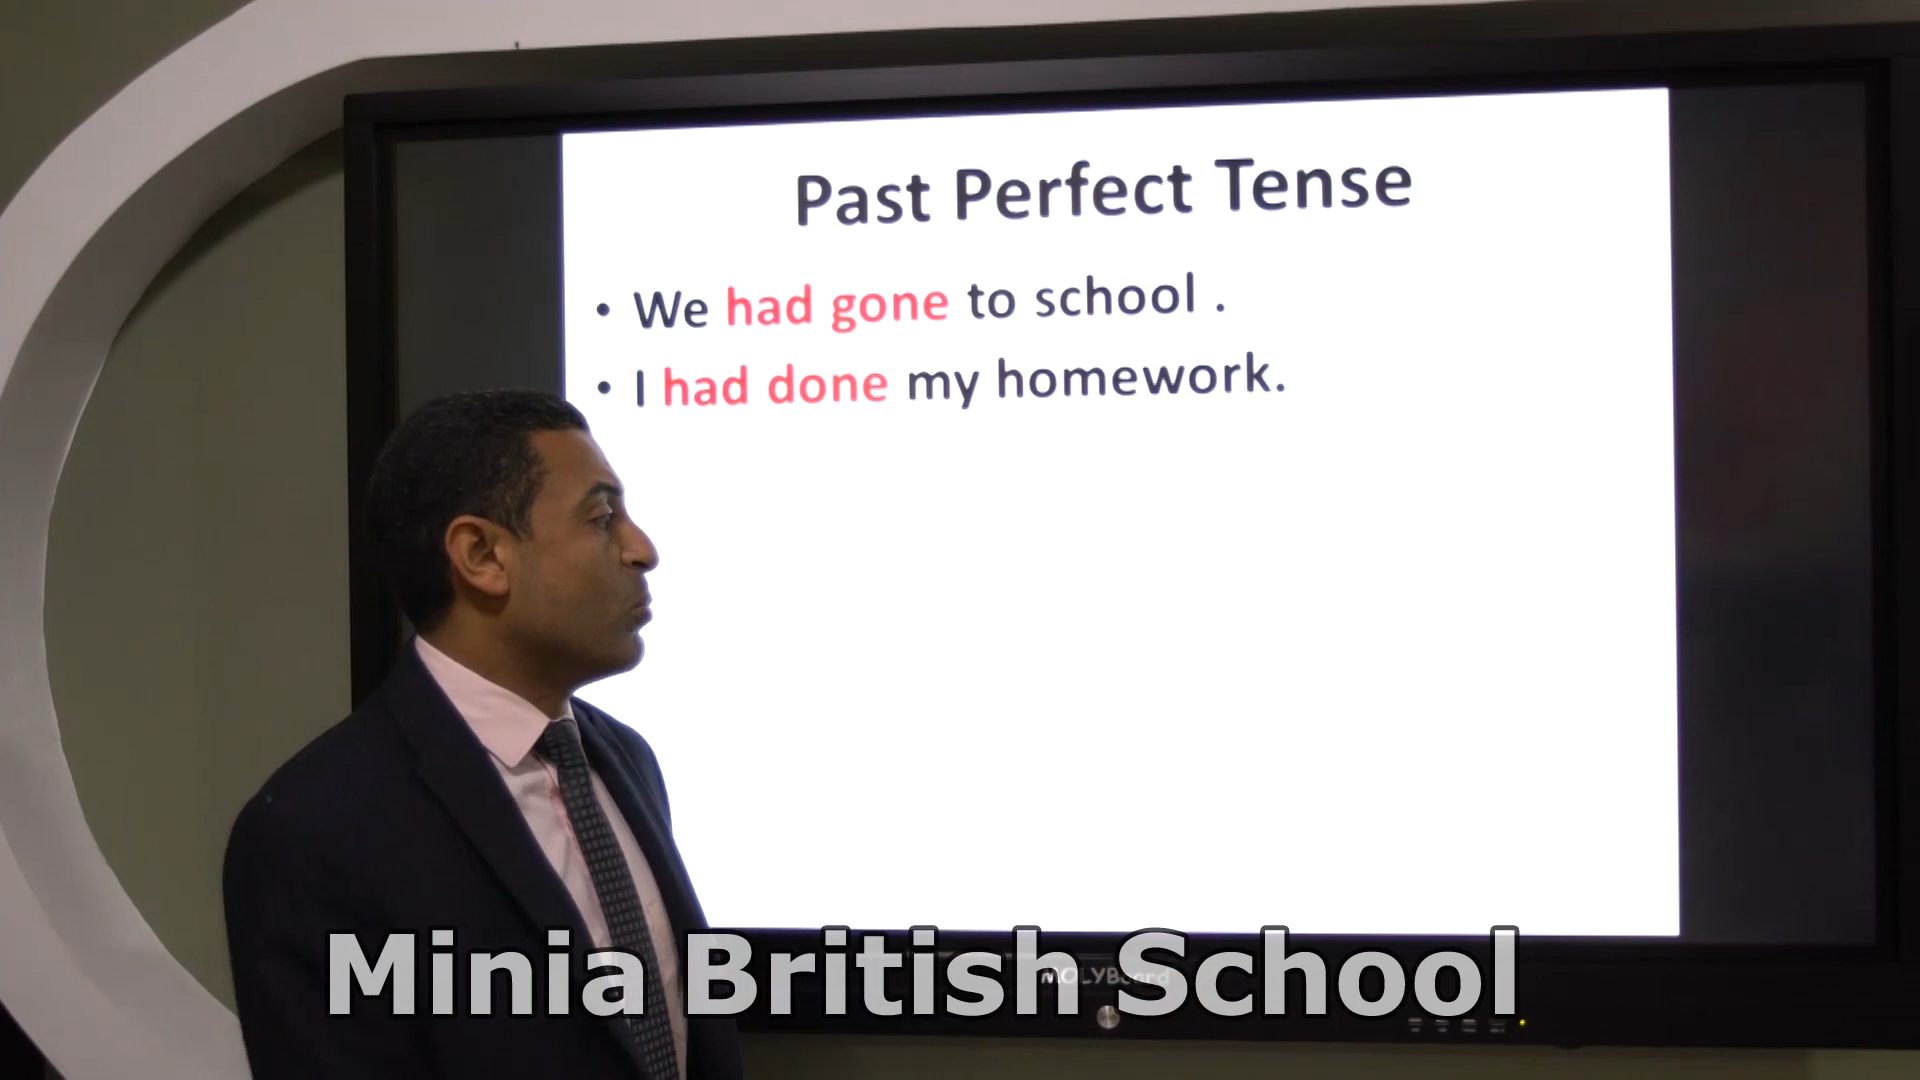 Past Perfect Tense
• We had gone to school .
• I had done my homework.
MOLYBoard
Minia British School